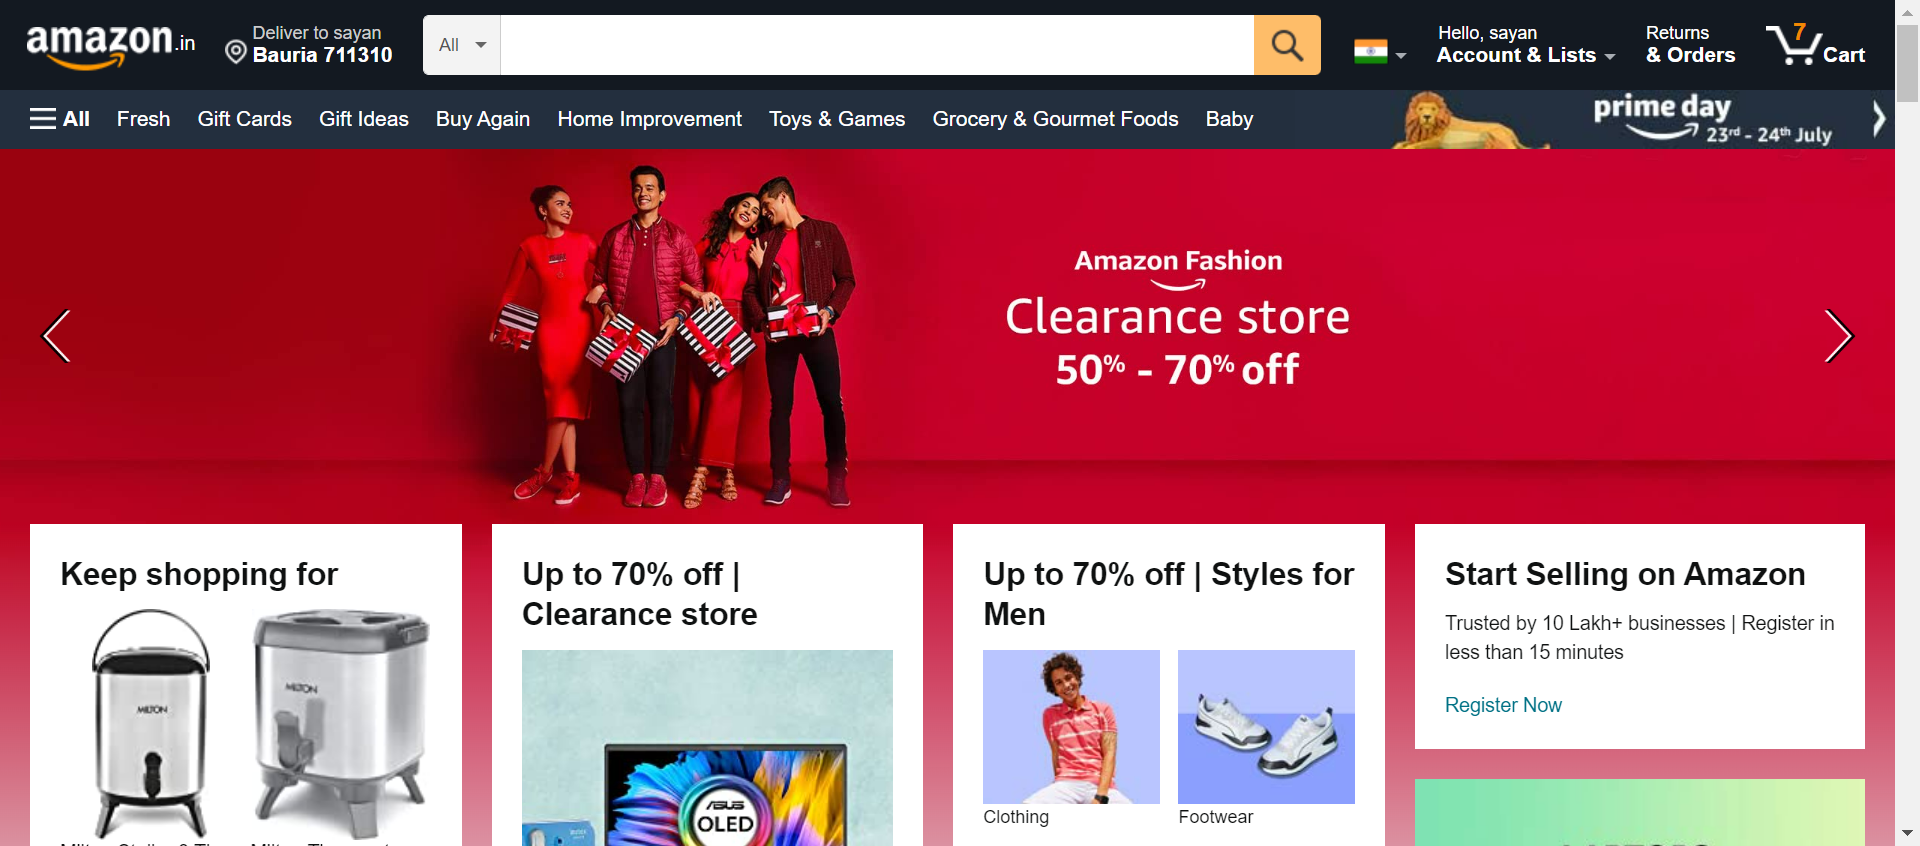 amazon.in
Deliver to sayan
Bauria 711310
All
Hello, sayan
Account & Lists
Returns
& Orders
7
Cart
All Fresh Gift Cards Gift Ideas Buy Again Home Improvement Toys & Games Grocery & Gourmet Foods Baby
prime day
23rd - 24th July
Amazon Fashion
Clearance store
50% - 70% off
Keep shopping for
MILTON
MILTON
Up to 70% off |
Clearance store
ASUS
OLED
Up to 70% off | Styles for
Men
Clothing
Footwear
Start Selling on Amazon
Trusted by 10 Lakh+ businesses | Register in
less than 15 minutes
Register Now